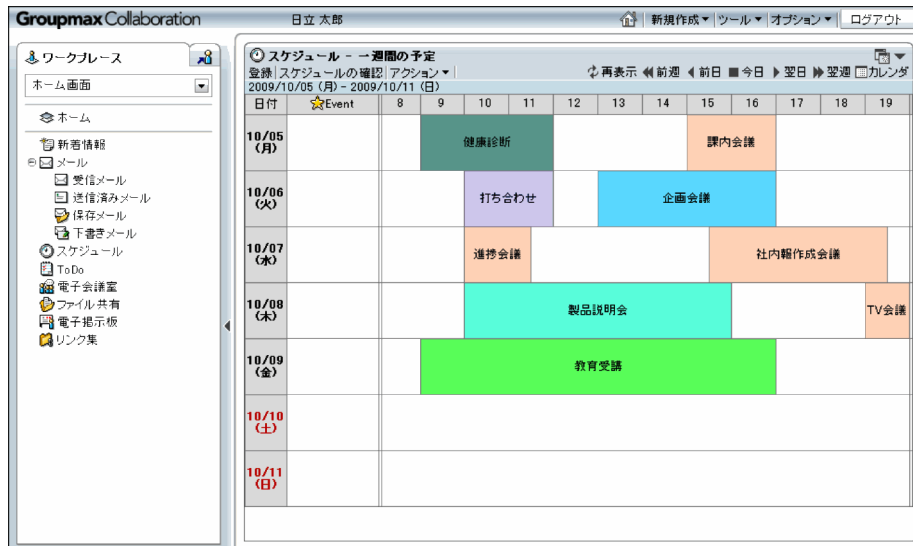 Groupmax Collaboration 日立 太郎 新規作成▼ ツール▼ オプション▼ ログアウト
ワークプレース
ホーム画面
ホーム
新着情報
メール
受信メール
送信済みメール
保存メール
下書きメール
スケジュール
ToDo
電子会議室
ファイル共有
電子掲示板
リンク集
スケジュール - 一週間の予定
登録|スケジュールの確認|アクション▼| 再表示 前週 前日 今日 翌日 翌週 カレンダ
2009/10/05 (月) - 2009/10/11 (日)
日付 Event 8 9 10 11 12 13 14 15 16 17 18 19
10/05 (月) 健康診断 課内会議
10/06 (火) 打ち合わせ 企画会議
10/07 (水) 進捗会議 社内報作成会議
10/08 (木) 製品説明会 TV会議
10/09 (金) 教育受講
10/10 (土)
10/11 (日)